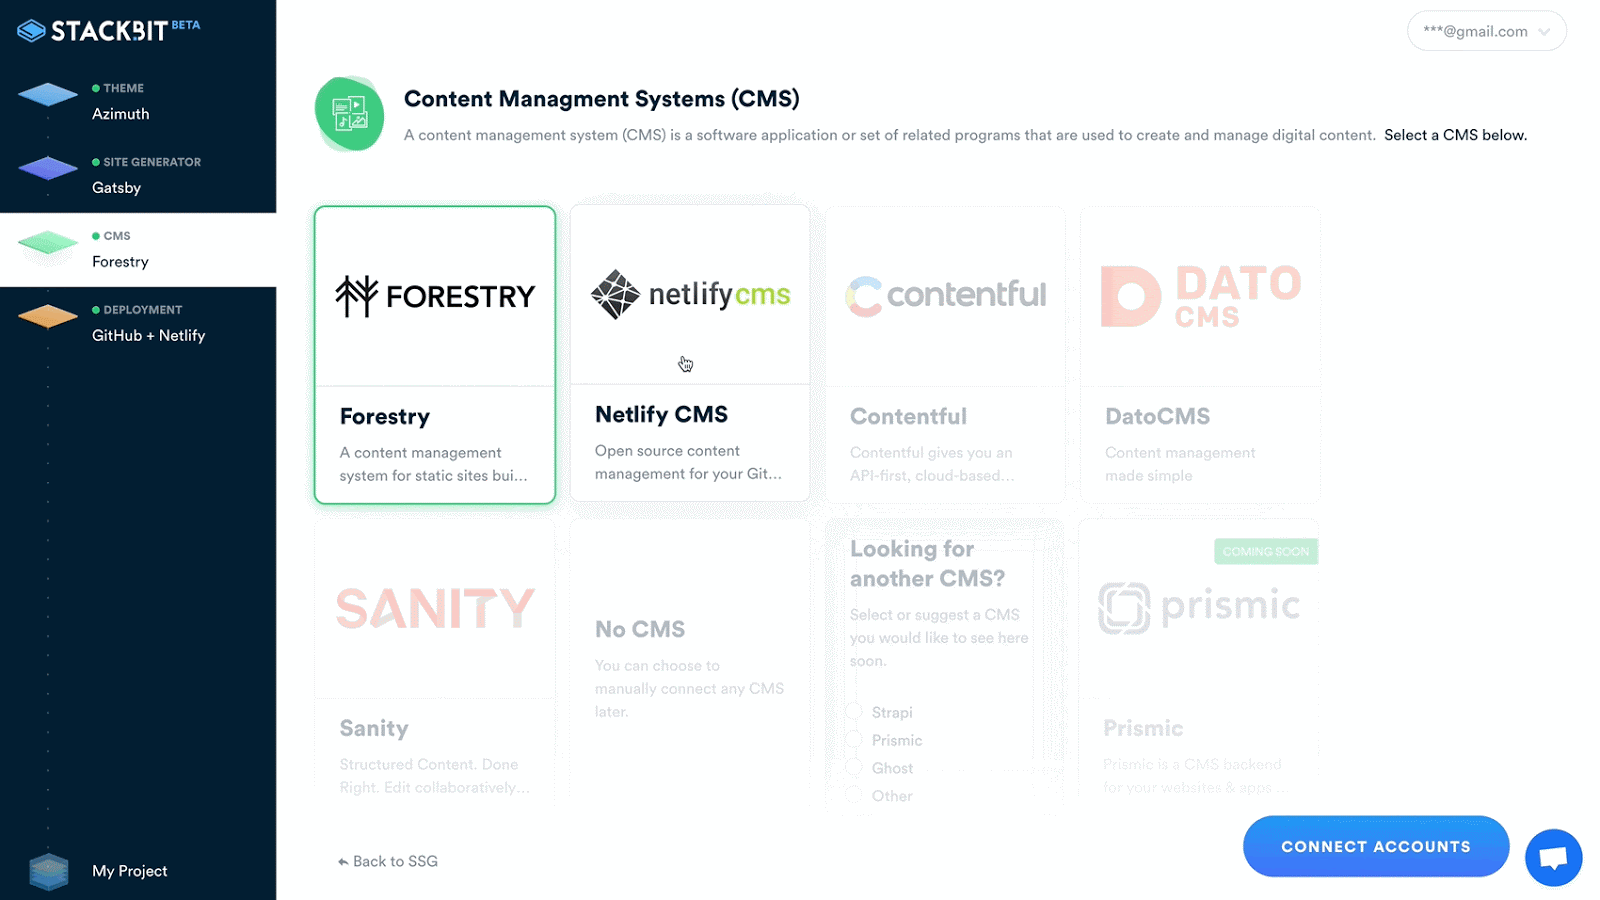 STACKBIT BETA
***@gmail.com
THEME
Azimuth
SITE GENERATOR
Gatsby
CMS
Forestry
DEPLOYMENT
GitHub + Netlify
My Project
Content Managment Systems (CMS)
A content management system (CMS) is a software application or set of related programs that are used to create and manage digital content. Select a CMS below.
FORESTRY
Forestry
A content management
system for static sites bui...
netlifycms
Netlify CMS
Open source content
management for your Git...
contentful
Contentful
Contentful gives you an
API-first, cloud-based...
DATO
CMS
DatoCMS
Content management
made simple
SANITY
Sanity
Structured Content. Done
Right. Edit collaboratively...
No CMS
You can choose to
manually connect any CMS
later.
Looking for
another CMS?
Select or suggest a CMS
you would like to see here
soon.
Strapi
Prismic
Ghost
Other
COMING SOON
prismic
Prismic
Prismic is a CMS backend
for your websites & apps ...
Back to SSG
CONNECT ACCOUNTS